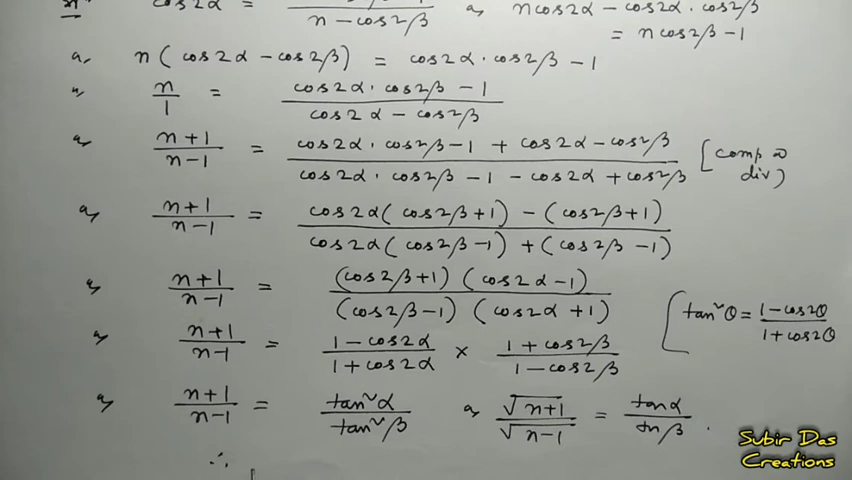 cos2α = / n − cos2β a, n cos2α − cos2α · cos2β
= n cos2β − 1
a, n ( cos2α − cos2β ) = cos2α · cos2β − 1
a, n/1 = (cos2α · cos2β − 1)/(cos2α − cos2β)
a, (n+1)/(n−1) = (cos2α · cos2β − 1 + cos2α − cos2β)/(cos2α · cos2β − 1 − cos2α + cos2β) [comp @ div)
a, (n+1)/(n−1) = (cos2α(cos2β+1) − (cos2β+1))/(cos2α(cos2β−1) + (cos2β−1))
a, (n+1)/(n−1) = ((cos2β+1) (cos2α−1))/((cos2β−1) (cos2α+1)) [tan²θ = (1−cos2θ)/(1+cos2θ)
a, (n+1)/(n−1) = (1−cos2α)/(1+cos2α) × (1+cos2β)/(1−cos2β)
a, (n+1)/(n−1) = tan²α/tan²β a, √(n+1)/√(n−1) = tanα/tnβ .
∴
Subir Das
Creations